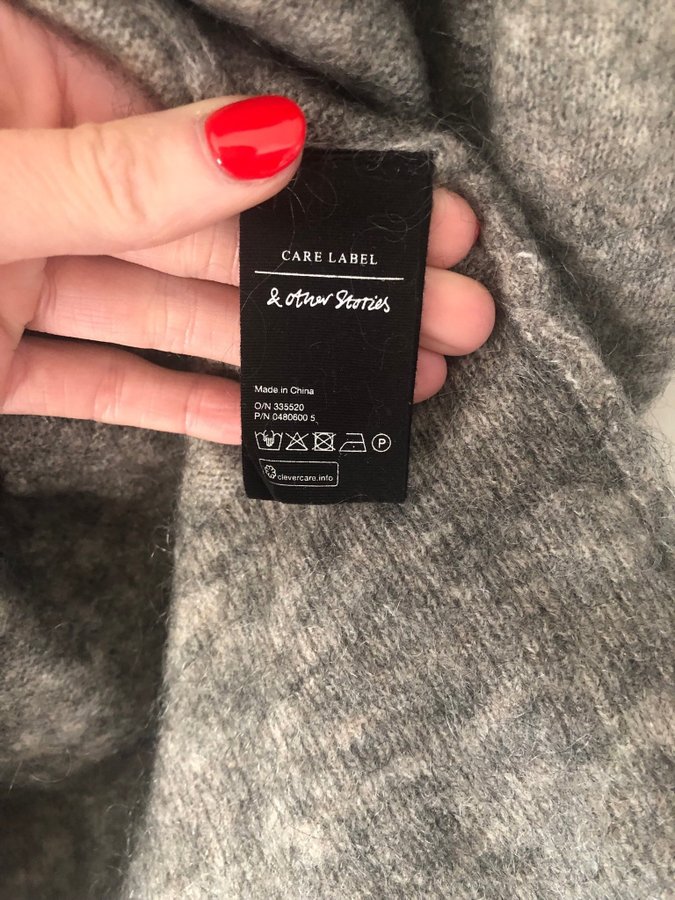 CARE LABEL
& other Stories
Made in China
O/N 335520
P/N 0480600 5
P
clevercare.info